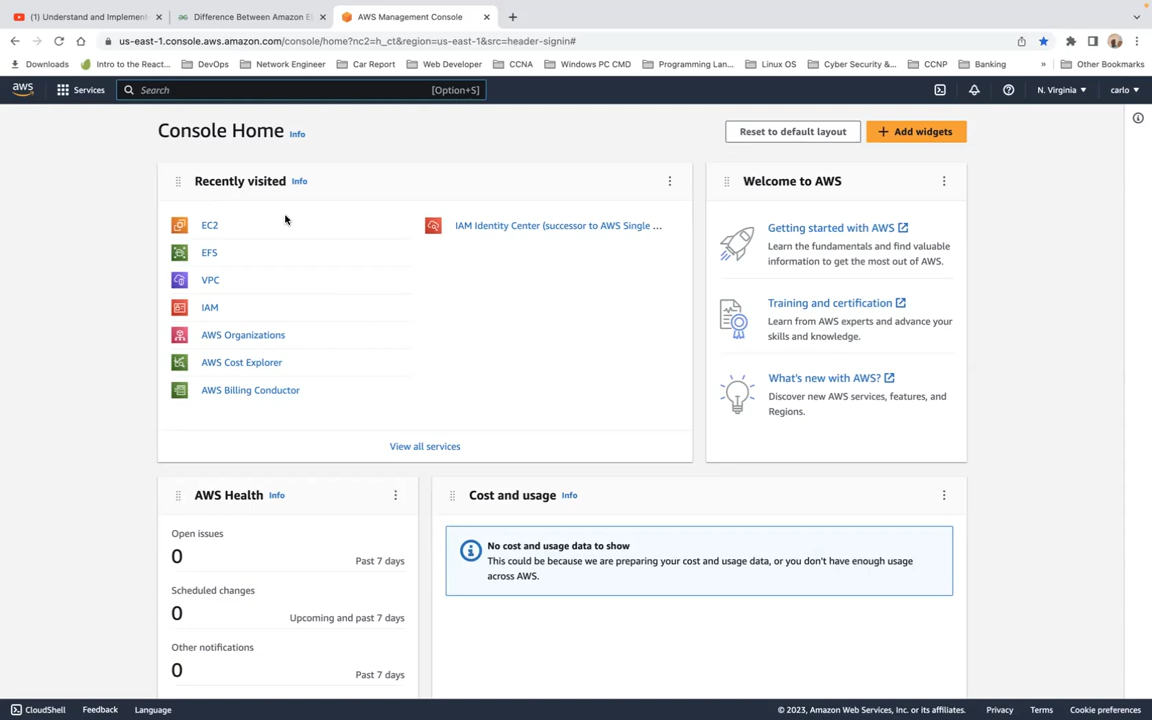 (1) Understand and Implemen
Difference Between Amazon E
AWS Management Console
us-east-1.console.aws.amazon.com/console/home?nc2=h_ct&region=us-east-1&src=header-signin#
Downloads
Intro to the React...
DevOps
Network Engineer
Car Report
Web Developer
CCNA
Windows PC CMD
Programming Lan...
Linux OS
Cyber Security &...
CCNP
Banking
»
Other Bookmarks
aws
Services
Search
[Option+S]
N. Virginia
carlo
Console Home
Info
Reset to default layout
+ Add widgets
Recently visited
Info
EC2
EFS
VPC
IAM
AWS Organizations
AWS Cost Explorer
AWS Billing Conductor
IAM Identity Center (successor to AWS Single ...
View all services
Welcome to AWS
Getting started with AWS
Learn the fundamentals and find valuable
information to get the most out of AWS.
Training and certification
Learn from AWS experts and advance your
skills and knowledge.
What's new with AWS?
Discover new AWS services, features, and
Regions.
AWS Health
Info
Open issues
0
Past 7 days
Scheduled changes
0
Upcoming and past 7 days
Other notifications
0
Past 7 days
Cost and usage
Info
No cost and usage data to show
This could be because we are preparing your cost and usage data, or you don't have enough usage
across AWS.
CloudShell
Feedback
Language
© 2023, Amazon Web Services, Inc. or its affiliates.
Privacy
Terms
Cookie preferences